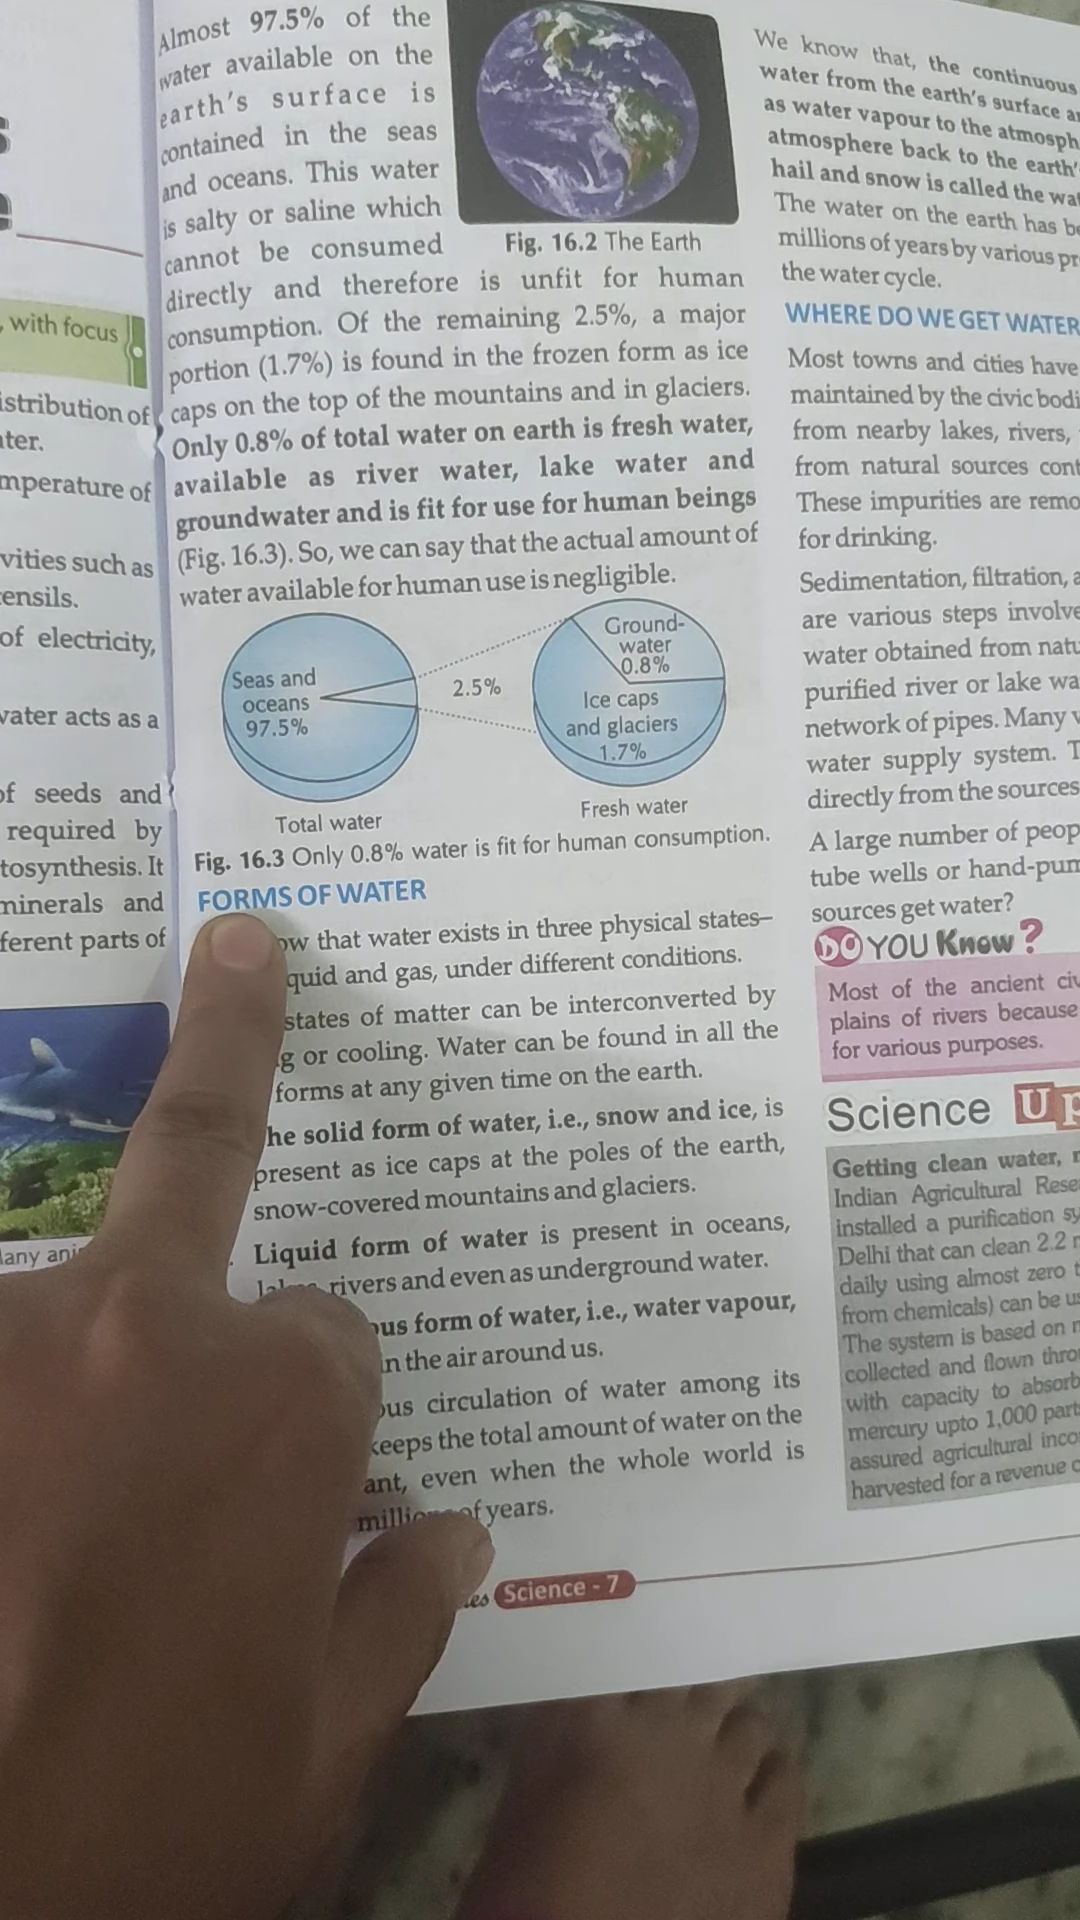 , with focus
istribution of
ater.
mperature of
vities such as
ensils.
of electricity,
water acts as a
of seeds and
required by
tosynthesis. It
minerals and
ferent parts of
Many ani
Almost 97.5% of the
water available on the
earth's surface is
contained in the seas
and oceans. This water
is salty or saline which
cannot be consumed
directly and therefore is unfit for human
consumption. Of the remaining 2.5%, a major
portion (1.7%) is found in the frozen form as ice
caps on the top of the mountains and in glaciers.
Only 0.8% of total water on earth is fresh water,
available as river water, lake water and
groundwater and is fit for use for human beings
(Fig. 16.3). So, we can say that the actual amount of
water available for human use is negligible.
Fig. 16.2 The Earth
Seas and
oceans
97.5%
2.5%
Ground-
water
0.8%
Ice caps
and glaciers
1.7%
Total water
Fresh water
Fig. 16.3 Only 0.8% water is fit for human consumption.
FORMS OF WATER
ow that water exists in three physical states–
quid and gas, under different conditions.
states of matter can be interconverted by
g or cooling. Water can be found in all the
forms at any given time on the earth.
he solid form of water, i.e., snow and ice, is
present as ice caps at the poles of the earth,
snow-covered mountains and glaciers.
Liquid form of water is present in oceans,
rivers and even as underground water.
ous form of water, i.e., water vapour,
in the air around us.
ous circulation of water among its
keeps the total amount of water on the
ant, even when the whole world is
of years.
Science - 7
We know that, the continuous
water from the earth's surface a
as water vapour to the atmosph
atmosphere back to the earth'
hail and snow is called the wa
The water on the earth has b
millions of years by various pr
the water cycle.
WHERE DO WE GET WATER
Most towns and cities have
maintained by the civic bodi
from nearby lakes, rivers,
from natural sources cont
These impurities are remo
for drinking.
Sedimentation, filtration, a
are various steps involve
water obtained from natu
purified river or lake wa
network of pipes. Many
water supply system. T
directly from the sources
A large number of peop
tube wells or hand-pum
sources get water?
DO YOU Know?
Most of the ancient civ
plains of rivers because
for various purposes.
Science Up
Getting clean water,
Indian Agricultural Rese
installed a purification sy
Delhi that can clean 2.2
daily using almost zero
from chemicals) can be u
The system is based on
collected and flown thro
with capacity to absorb
mercury upto 1,000 part
assured agricultural inco
harvested for a revenue